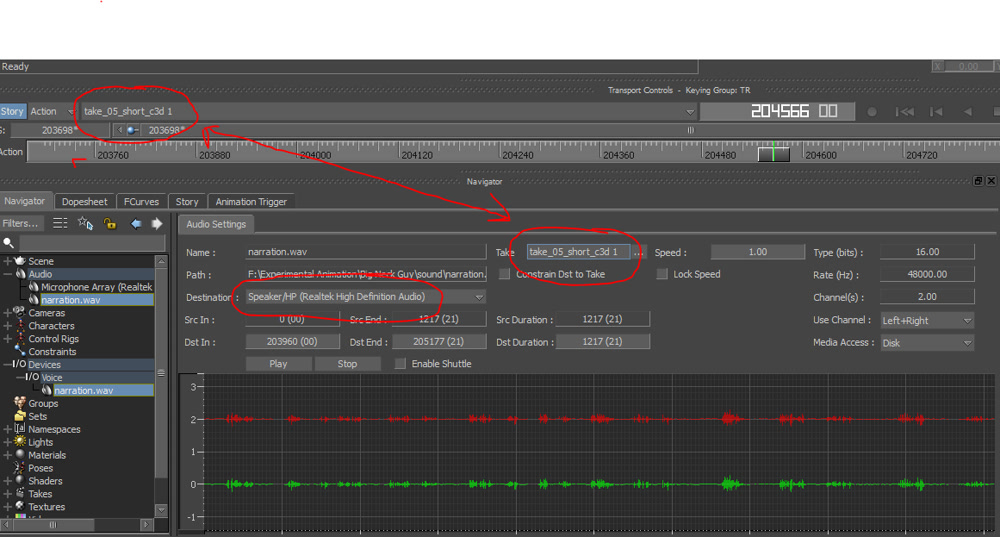 Ready
X 0.00
Transport Controls - Keying Group: TR
Story Action take_05_short_c3d 1 204566 00
S: 203698* 203698*
Action 203760 203880 204000 204120 204240 204360 204480 204600 204720
Navigator
Navigator Dopesheet FCurves Story Animation Trigger
Filters...
Audio Settings
Scene
Audio
Microphone Array (Realtek
narration.wav
Cameras
Characters
Control Rigs
Constraints
I/O Devices
I/O Voice
narration.wav
Groups
Sets
Namespaces
Lights
Materials
Poses
Shaders
Takes
Textures
Name : narration.wav Take take_05_short_c3d 1 ... Speed : 1.00 Type (bits) : 16.00
Path : F:\Experimental Animation\Big Nerk Guy\sound\narration. Constrain Dst to Take Lock Speed Rate (Hz) : 48000.00
Destination : Speaker/HP (Realtek High Definition Audio) Channel(s) : 2.00
Src In : 0 (00) Src End : 1217 (21) Src Duration : 1217 (21) Use Channel : Left+Right
Dst In : 203960 (00) Dst End : 205177 (21) Dst Duration : 1217 (21) Media Access : Disk
Play Stop Enable Shuttle
3
2
1
0
-1